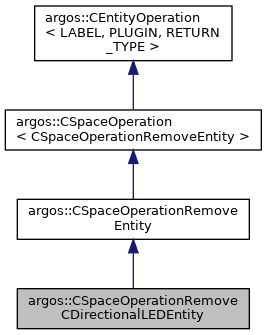 argos::CEntityOperation
< LABEL, PLUGIN, RETURN
_TYPE >
argos::CSpaceOperation
< CSpaceOperationRemoveEntity >
argos::CSpaceOperationRemove
Entity
argos::CSpaceOperationRemove
CDirectionalLEDEntity